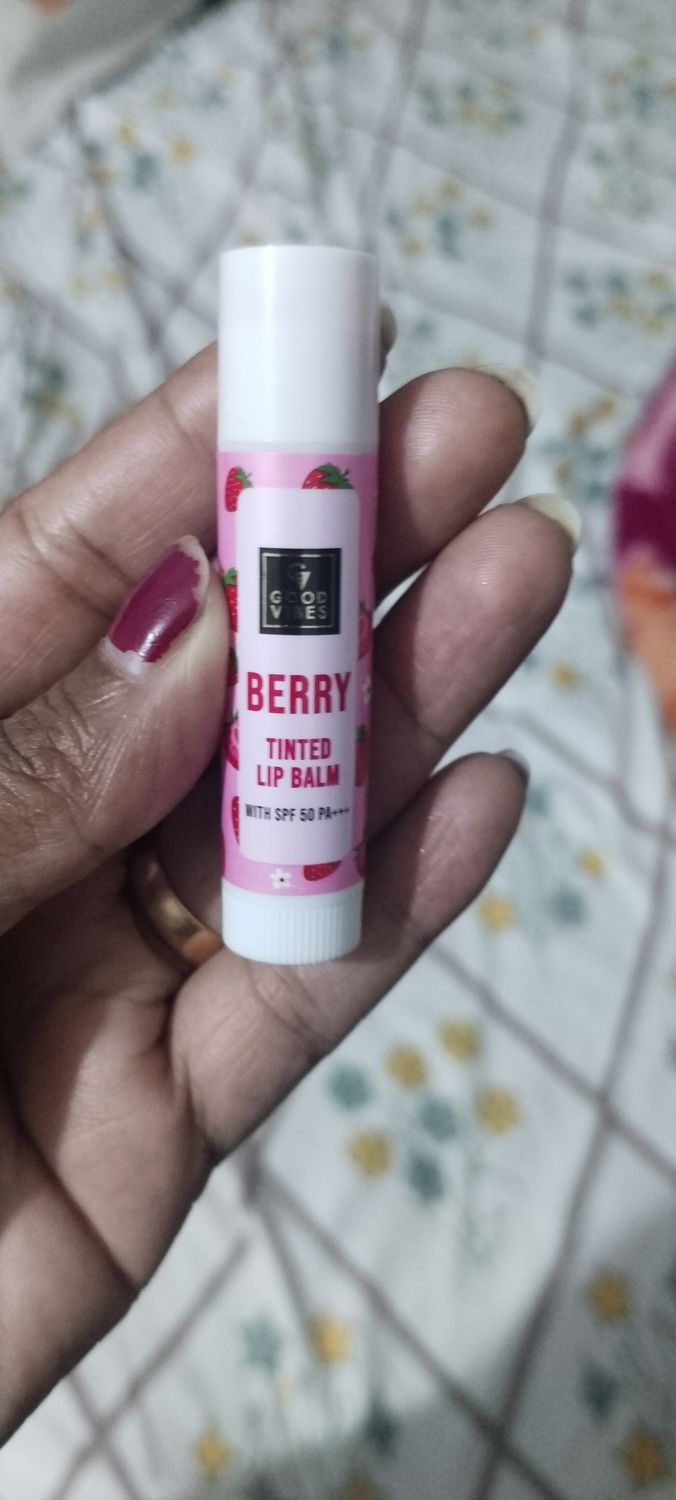 GOOD
VIBES
BERRY
TINTED
LIP BALM
WITH SPF 50 PA+++